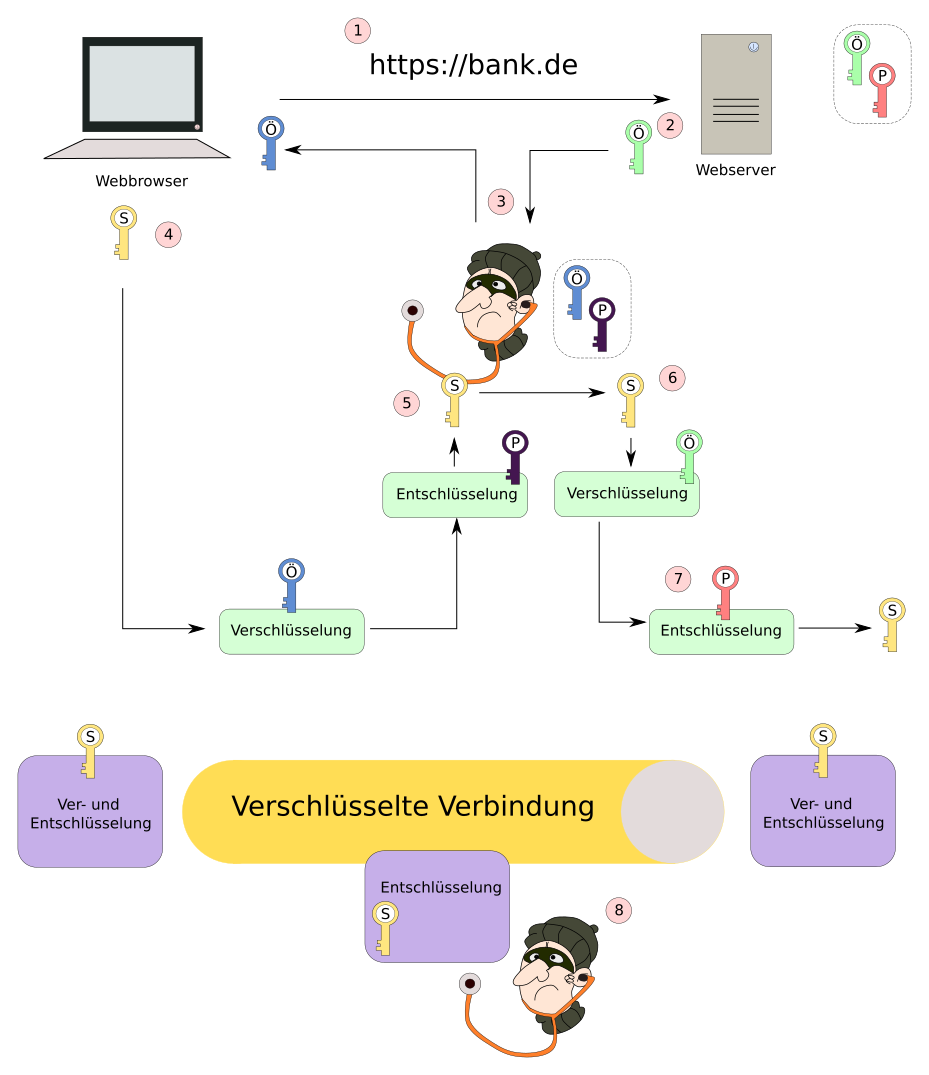 1
https://bank.de
Ö
P
Ö
Ö
2
Webserver
Webbrowser
3
S
4
Ö
P
S
5
S
6
P
Ö
Entschlüsselung
Verschlüsselung
Ö
7
P
S
Verschlüsselung
Entschlüsselung
S
S
Ver- und
Entschlüsselung
Verschlüsselte Verbindung
Ver- und
Entschlüsselung
Entschlüsselung
S
8